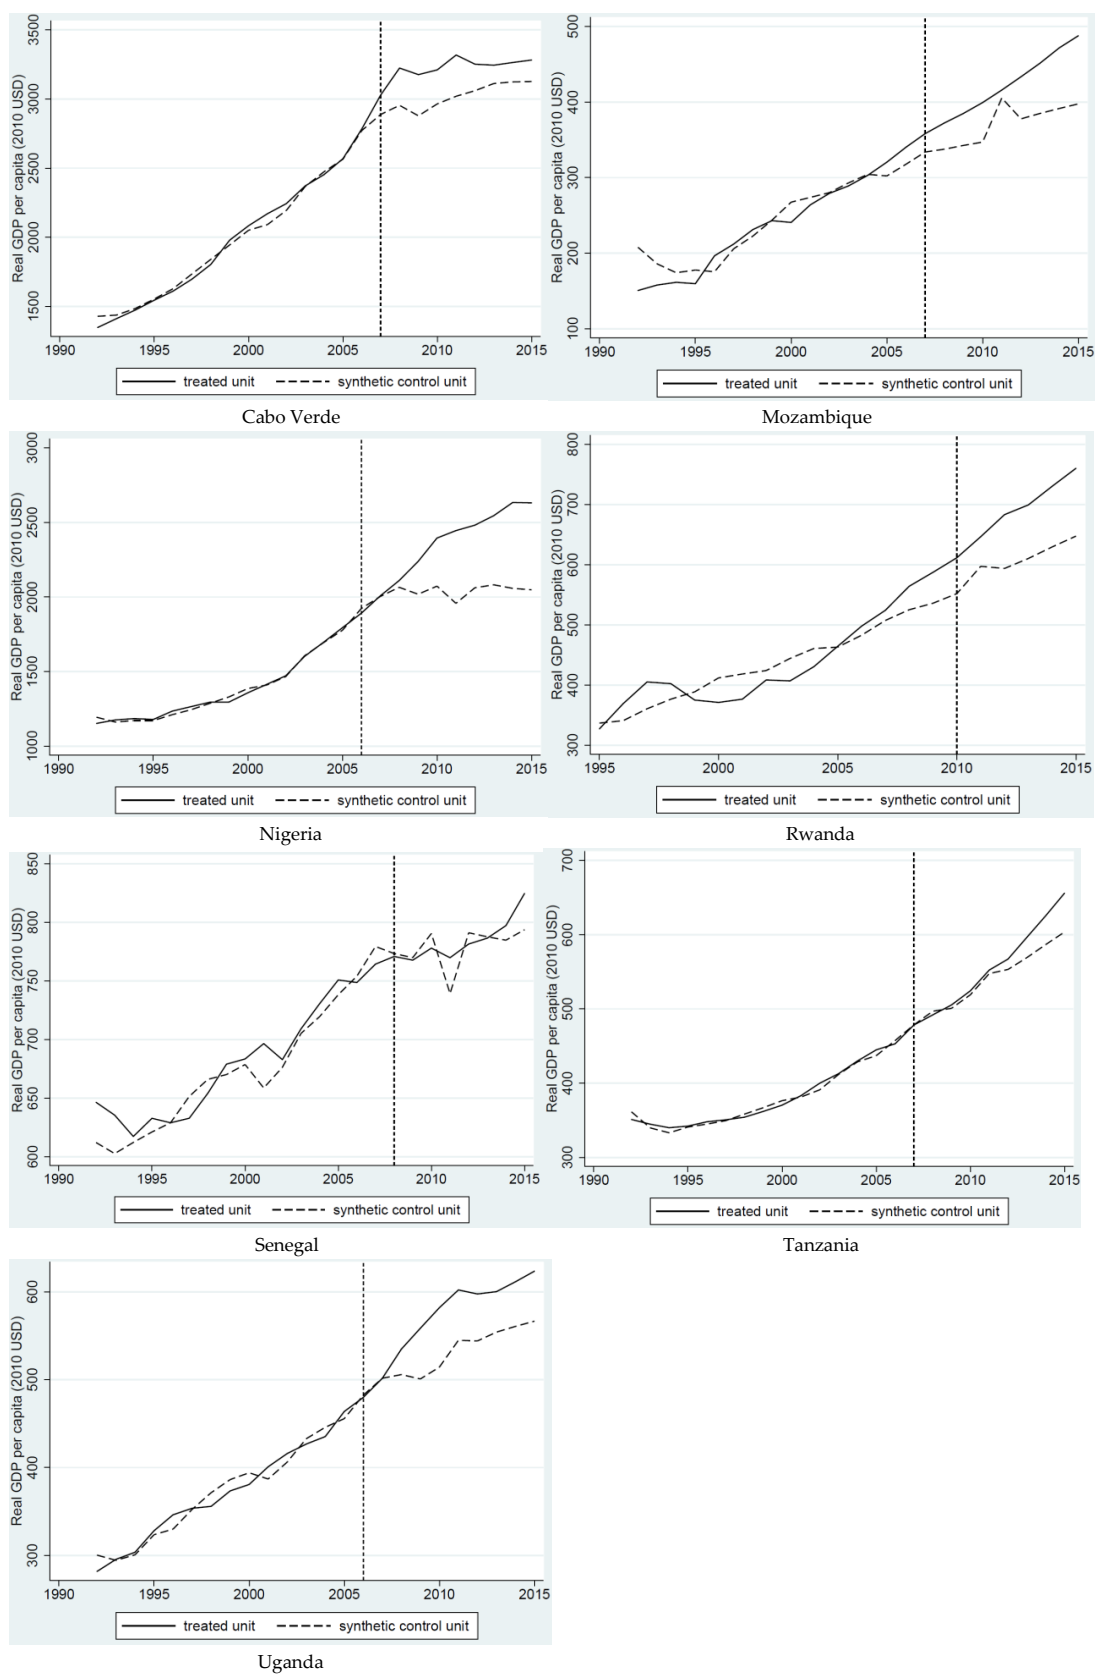 Real GDP per capita (2010 USD)
3500
3000
2500
2000
1500
1990 1995 2000 2005 2010 2015
treated unit synthetic control unit
Cabo Verde
Real GDP per capita (2010 USD)
500
400
300
200
100
1990 1995 2000 2005 2010 2015
treated unit synthetic control unit
Mozambique
Real GDP per capita (2010 USD)
3000
2500
2000
1500
1000
1990 1995 2000 2005 2010 2015
treated unit synthetic control unit
Nigeria
Real GDP per capita (2010 USD)
800
700
600
500
400
300
1995 2000 2005 2010 2015
treated unit synthetic control unit
Rwanda
Real GDP per capita (2010 USD)
850
800
750
700
650
600
1990 1995 2000 2005 2010 2015
treated unit synthetic control unit
Senegal
Real GDP per capita (2010 USD)
700
600
500
400
300
1990 1995 2000 2005 2010 2015
treated unit synthetic control unit
Tanzania
Real GDP per capita (2010 USD)
600
500
400
300
1990 1995 2000 2005 2010 2015
treated unit synthetic control unit
Uganda